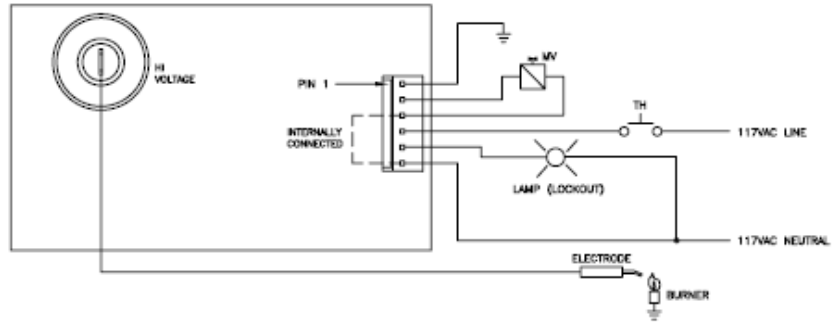 HI
VOLTAGE
PIN 1
MV
INTERNALLY
CONNECTED
TH
117VAC LINE
LAMP (LOCKOUT)
117VAC NEUTRAL
ELECTRODE
BURNER